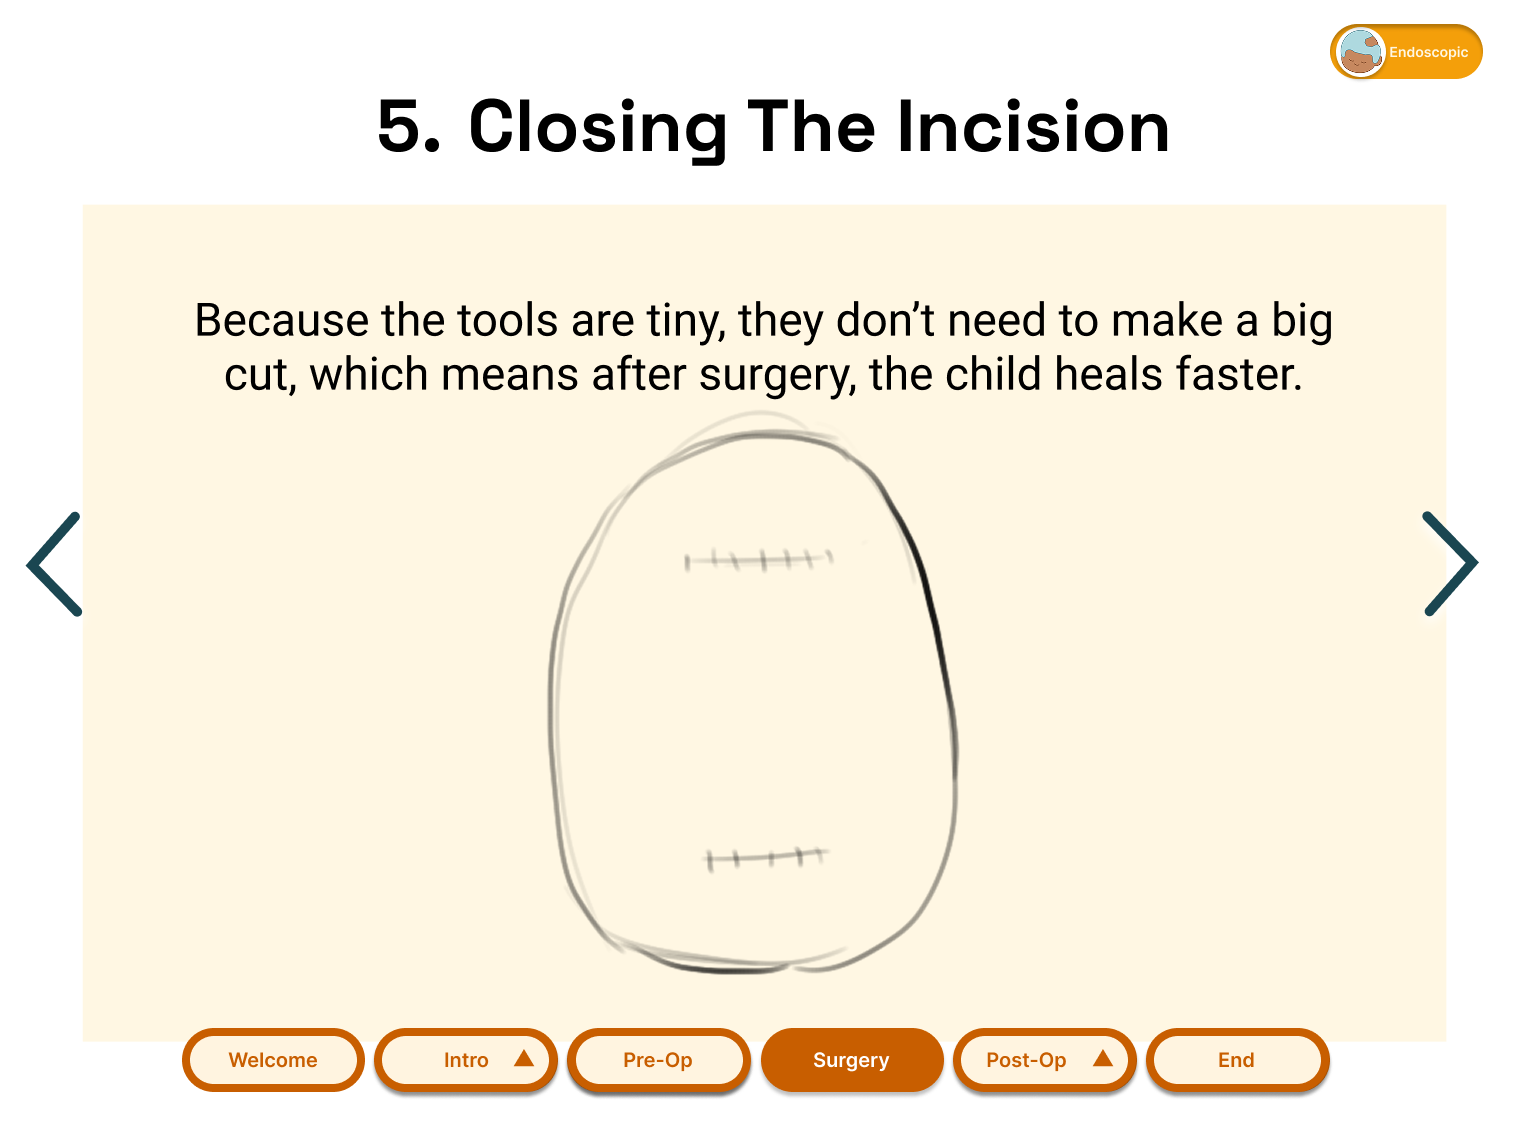 Endoscopic
5. Closing The Incision
Because the tools are tiny, they don’t need to make a big
cut, which means after surgery, the child heals faster.
Welcome
Intro
Pre-Op
Surgery
Post-Op
End